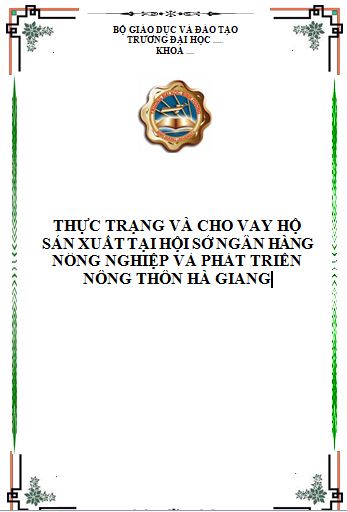 BỘ GIÁO DỤC VÀ ĐÀO TẠO
TRƯỜNG ĐẠI HỌC .....
KHOA ....
THỰC TRẠNG VÀ CHO VAY HỘ
SẢN XUẤT TẠI HỘI SỞ NGÂN HÀNG
NÔNG NGHIỆP VÀ PHÁT TRIỂN
NÔNG THÔN HÀ GIANG